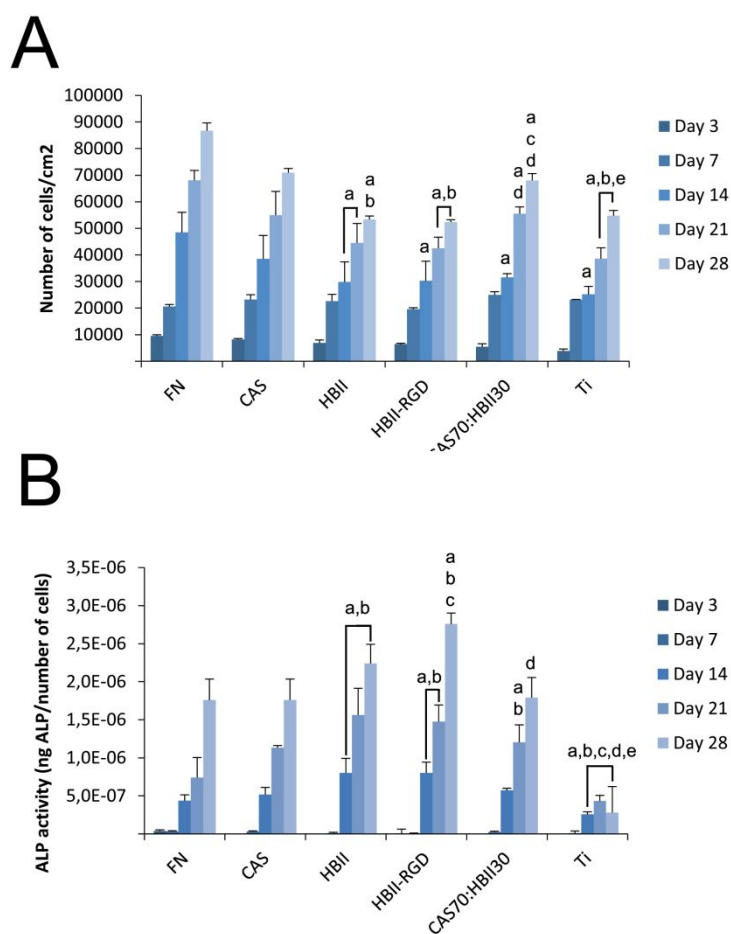 A
Number of cells/cm2
100000
90000
80000
70000
60000
50000
40000
30000
20000
10000
a
a
b
a
a,b
a
a
d
a
c
d
a
a,b,e
FN
CAS
HBII
HBII-RGD
CAS70:HBII30
Ti
Day 3
Day 7
Day 14
Day 21
Day 28
B
ALP activity (ng ALP/number of cells)
3,5E-06
3,0E-06
2,5E-06
2,0E-06
1,5E-06
1,0E-06
5,0E-07
a,b
a,b
a
b
c
a
b
d
a,b,c,d,e
FN
CAS
HBII
HBII-RGD
CAS70:HBII30
Ti
Day 3
Day 7
Day 14
Day 21
Day 28